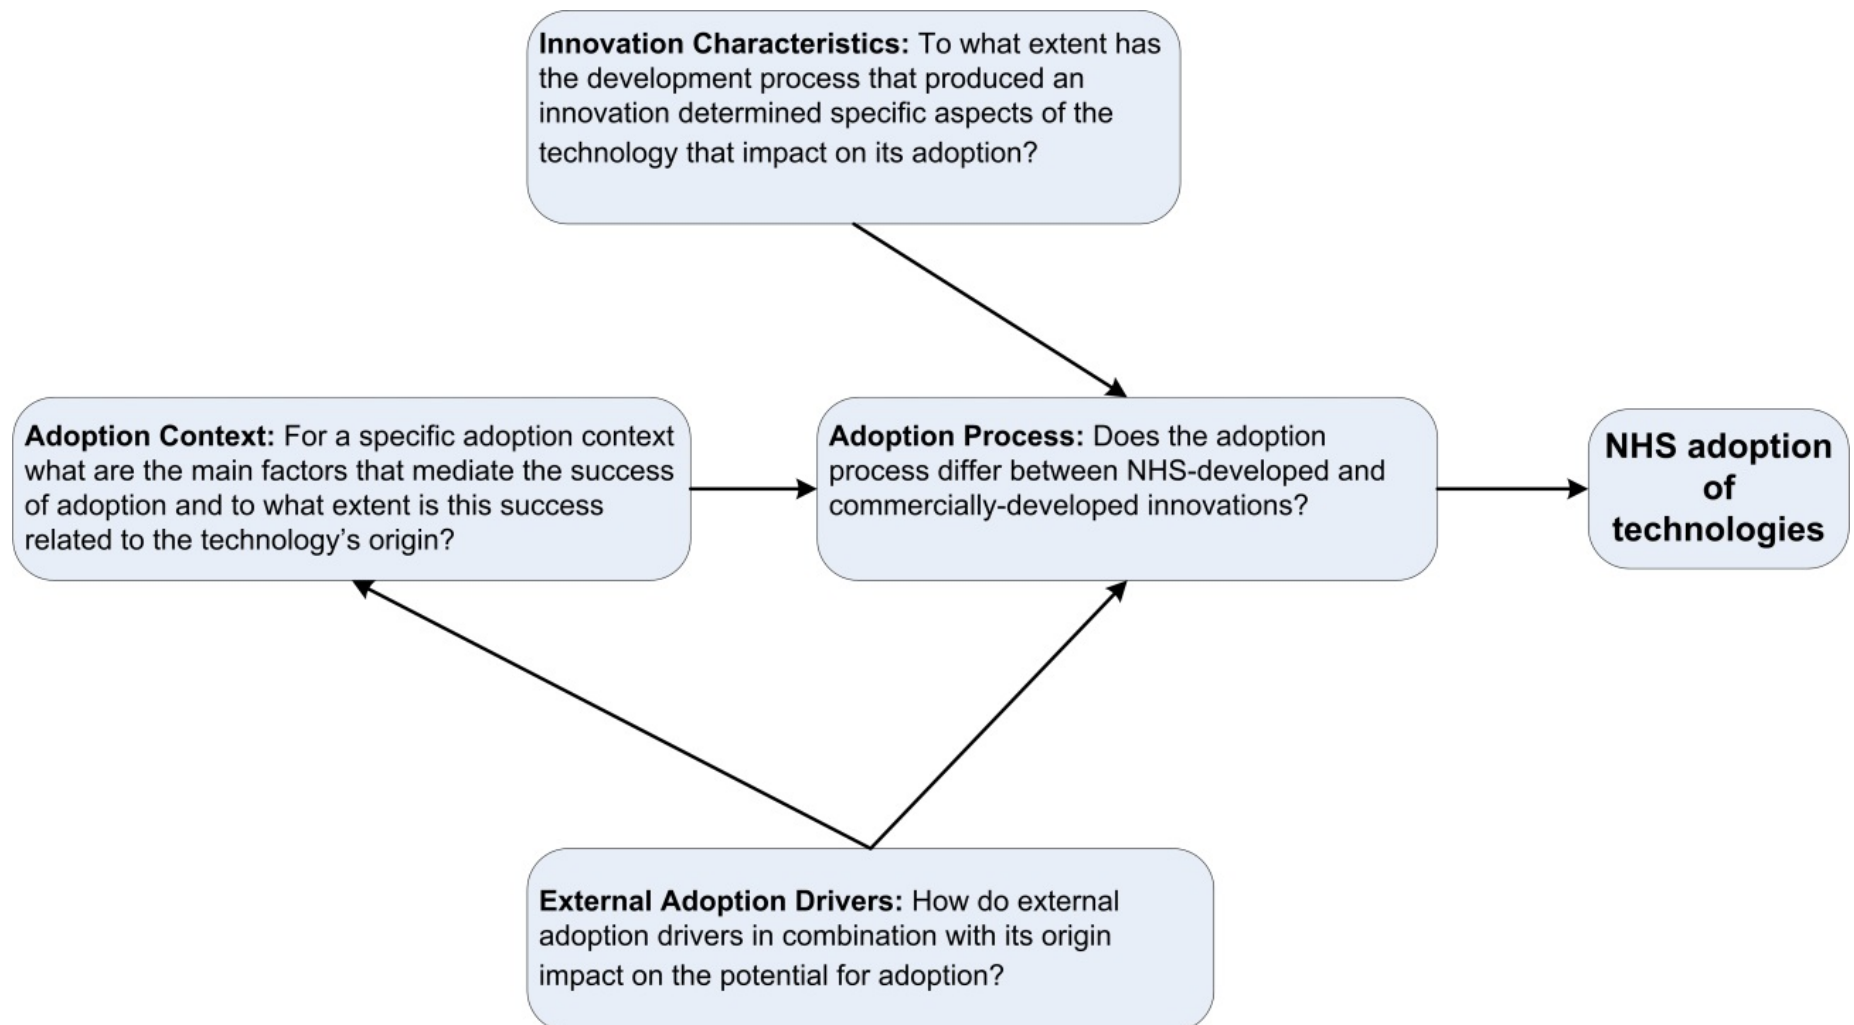 Innovation Characteristics: To what extent has
the development process that produced an
innovation determined specific aspects of the
technology that impact on its adoption?
Adoption Context: For a specific adoption context
what are the main factors that mediate the success
of adoption and to what extent is this success
related to the technology's origin?
Adoption Process: Does the adoption
process differ between NHS-developed and
commercially-developed innovations?
NHS adoption
of
technologies
External Adoption Drivers: How do external
adoption drivers in combination with its origin
impact on the potential for adoption?